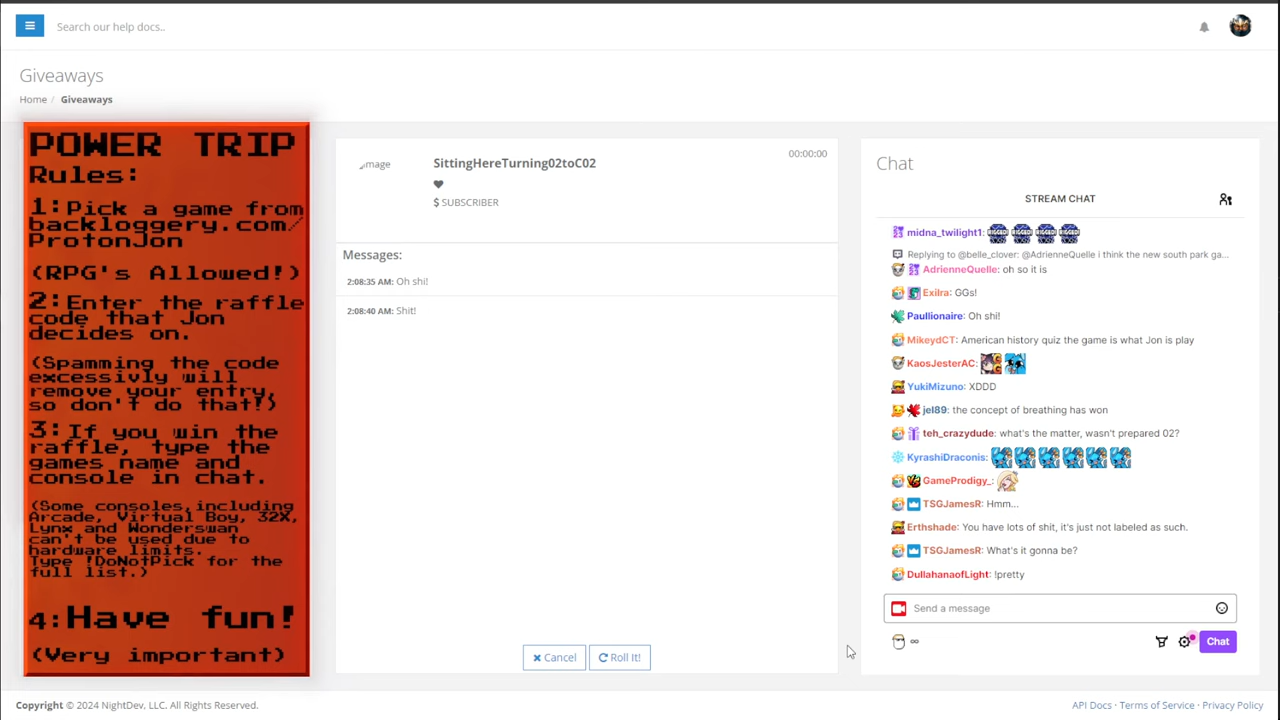 Search our help docs..
Giveaways
Home / Giveaways
POWER TRIP
Rules:
1:Pick a game from
backloggery.com/
ProtonJon
(RPG's Allowed!)
2:Enter the raffle
code that Jon
decides on.
(Spamming the code
excessivly will
remove your entry,
so don't do that!)
3:If you win the
raffle, type the
games name and
console in chat.
(Some consoles,including
Arcade, Virtual Boy, 32X,
Lynx and Wonderswan
can't be used due to
hardware limits.
Type !DoNotPick for the
full list.)
4:Have fun!
(Very important)
mage
SittingHereTurning02toC02
00:00:00
$ SUBSCRIBER
Messages:
2:08:35 AM: Oh shi!
2:08:40 AM: Shit!
Cancel
Roll It!
Chat
STREAM CHAT
midna_twilight1: RIGGED! RIGGED! RIGGED! RIGGED!
Replying to @belle_clover: @AdrienneQuelle i think the new south park ga...
AdrienneQuelle: oh so it is
Exilra: GGs!
Paullionaire: Oh shi!
MikeydCT: American history quiz the game is what Jon is play
KaosJesterAC:
YukiMizuno: XDDD
jel89: the concept of breathing has won
teh_crazydude: what's the matter, wasn't prepared 02?
KyrashiDraconis:
GameProdigy_:
TSGJamesR: Hmm...
Erthshade: You have lots of shit, it's just not labeled as such.
TSGJamesR: What's it gonna be?
DullahanaofLight: !pretty
Send a message
∞
Chat
Copyright © 2024 NightDev, LLC. All Rights Reserved.
API Docs - Terms of Service - Privacy Policy